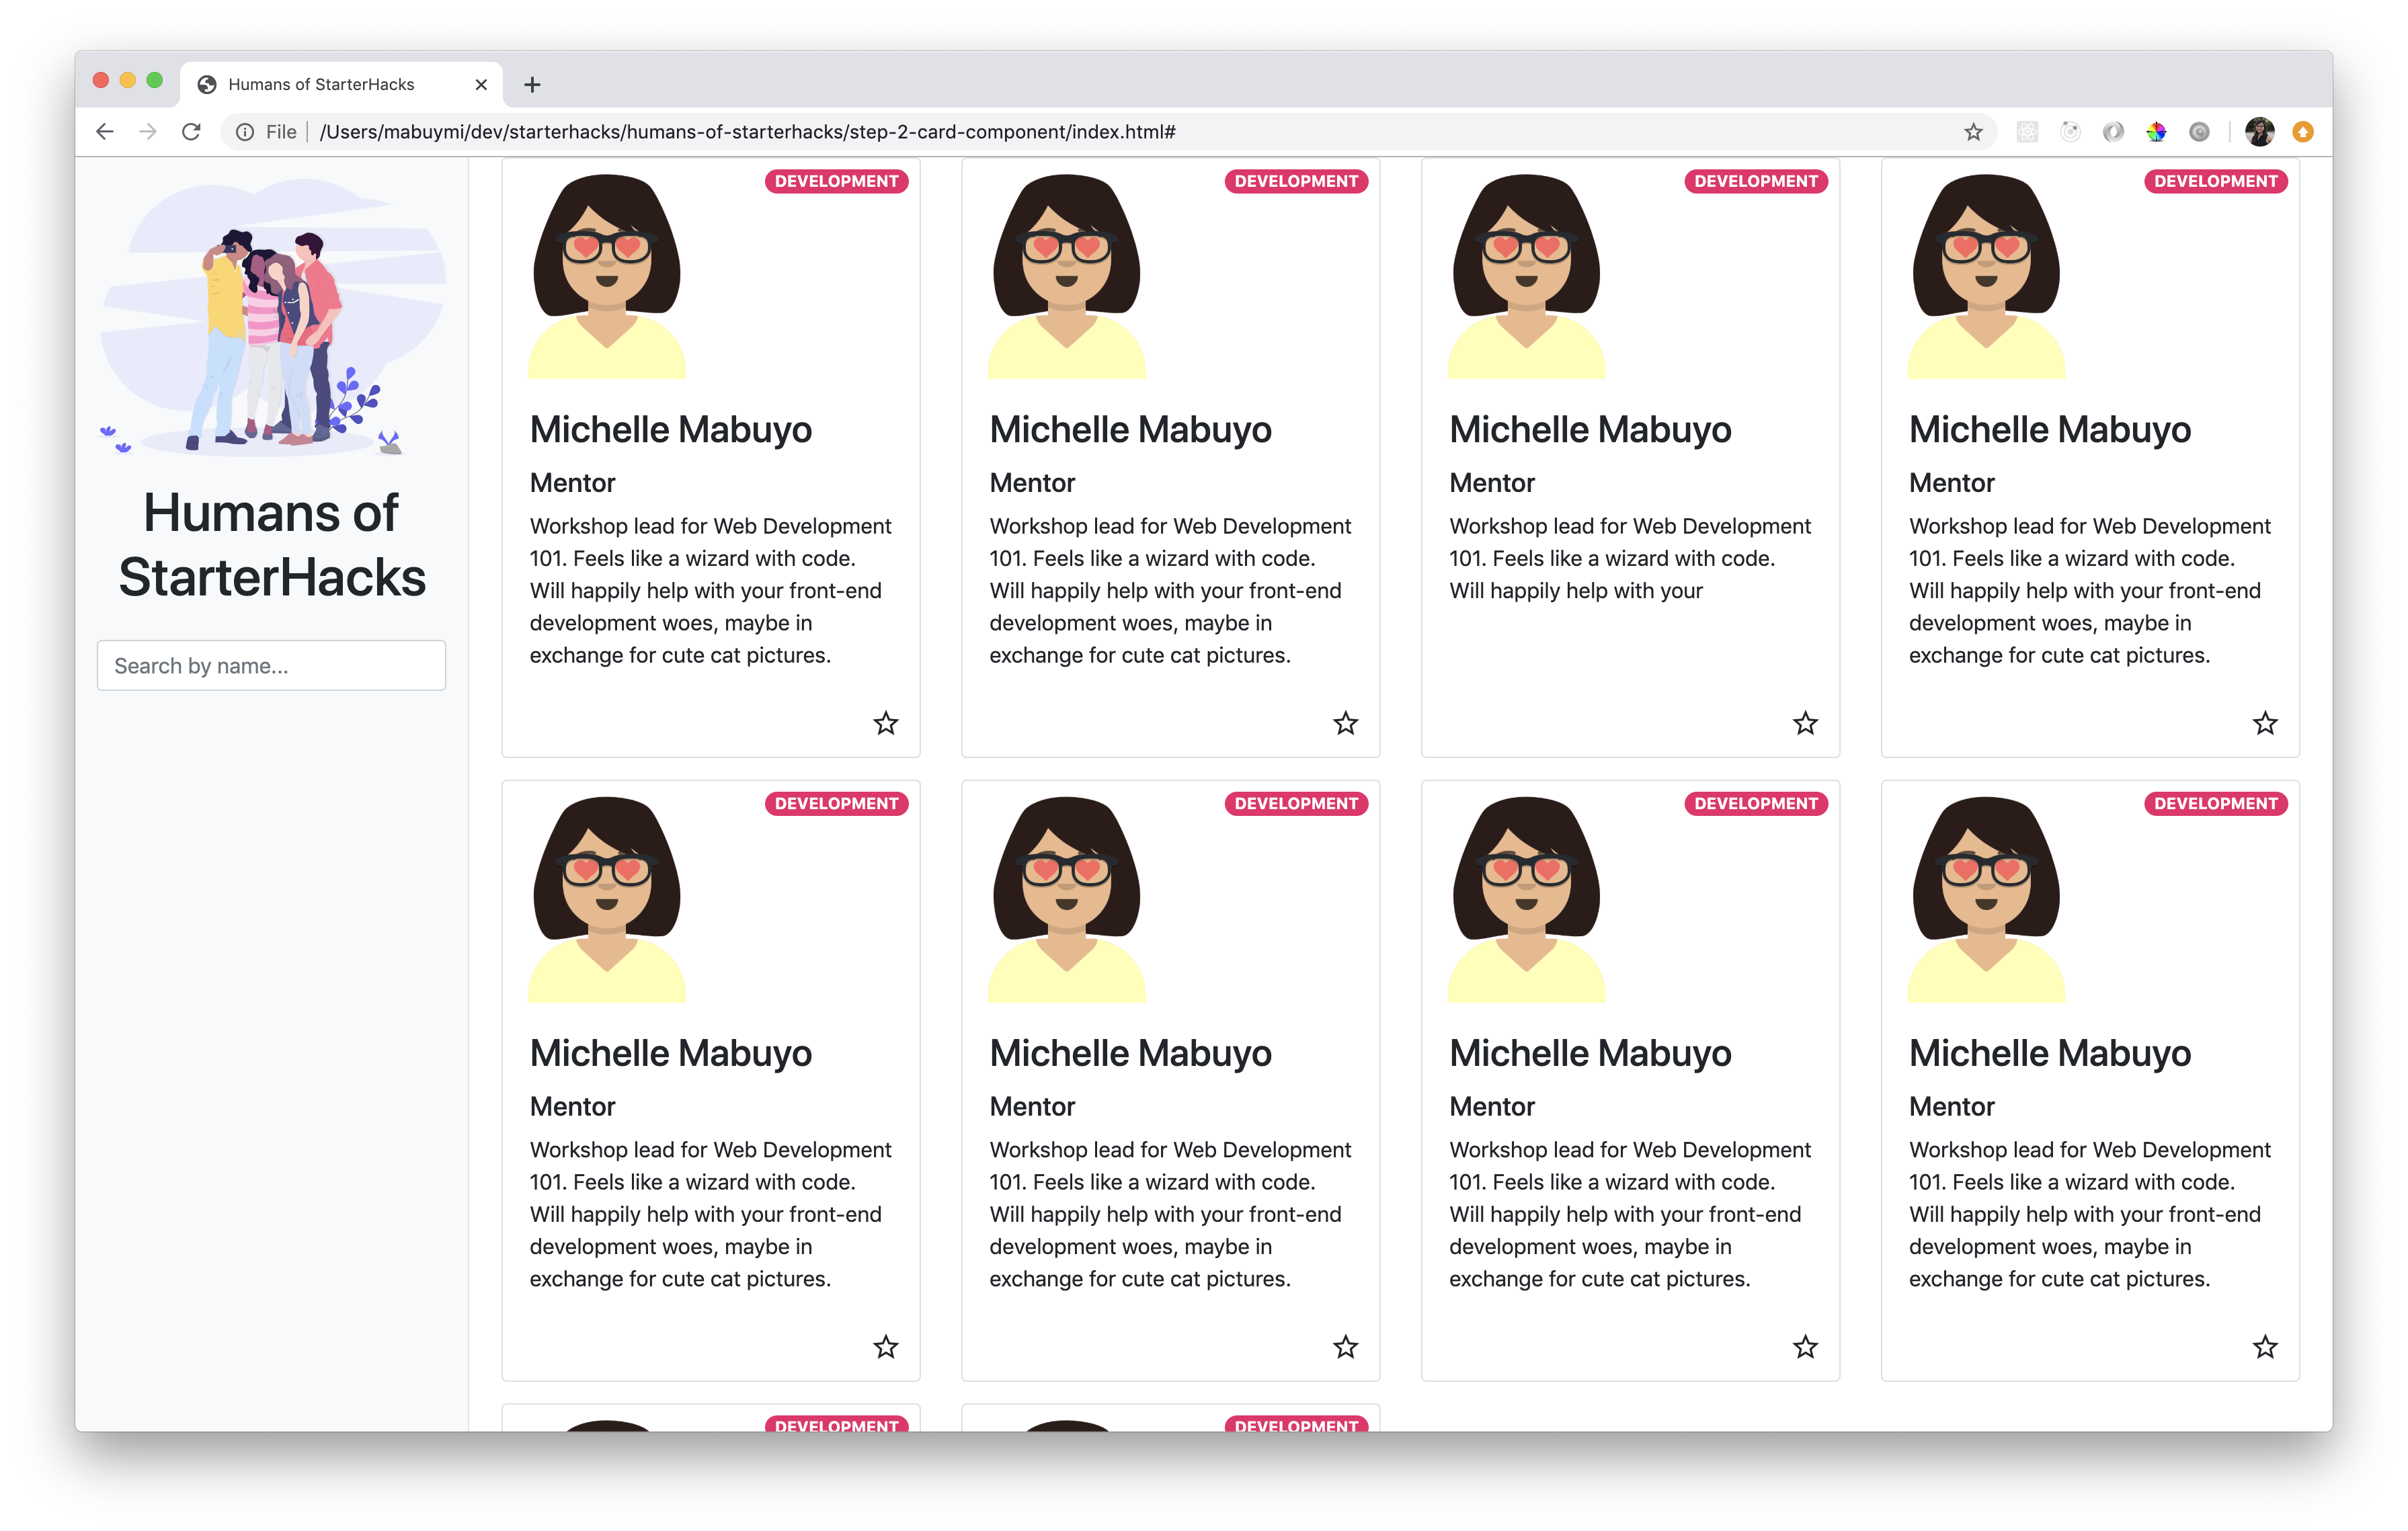 Humans of StarterHacks
File
/Users/mabuymi/dev/starterhacks/humans-of-starterhacks/step-2-card-component/index.html#
Humans of
StarterHacks
Search by name...
DEVELOPMENT
Michelle Mabuyo
Mentor
Workshop lead for Web Development
101. Feels like a wizard with code.
Will happily help with your front-end
development woes, maybe in
exchange for cute cat pictures.
DEVELOPMENT
Michelle Mabuyo
Mentor
Workshop lead for Web Development
101. Feels like a wizard with code.
Will happily help with your front-end
development woes, maybe in
exchange for cute cat pictures.
DEVELOPMENT
Michelle Mabuyo
Mentor
Workshop lead for Web Development
101. Feels like a wizard with code.
Will happily help with your
DEVELOPMENT
Michelle Mabuyo
Mentor
Workshop lead for Web Development
101. Feels like a wizard with code.
Will happily help with your front-end
development woes, maybe in
exchange for cute cat pictures.
DEVELOPMENT
Michelle Mabuyo
Mentor
Workshop lead for Web Development
101. Feels like a wizard with code.
Will happily help with your front-end
development woes, maybe in
exchange for cute cat pictures.
DEVELOPMENT
Michelle Mabuyo
Mentor
Workshop lead for Web Development
101. Feels like a wizard with code.
Will happily help with your front-end
development woes, maybe in
exchange for cute cat pictures.
DEVELOPMENT
Michelle Mabuyo
Mentor
Workshop lead for Web Development
101. Feels like a wizard with code.
Will happily help with your front-end
development woes, maybe in
exchange for cute cat pictures.
DEVELOPMENT
Michelle Mabuyo
Mentor
Workshop lead for Web Development
101. Feels like a wizard with code.
Will happily help with your front-end
development woes, maybe in
exchange for cute cat pictures.
DEVELOPMENT
DEVELOPMENT